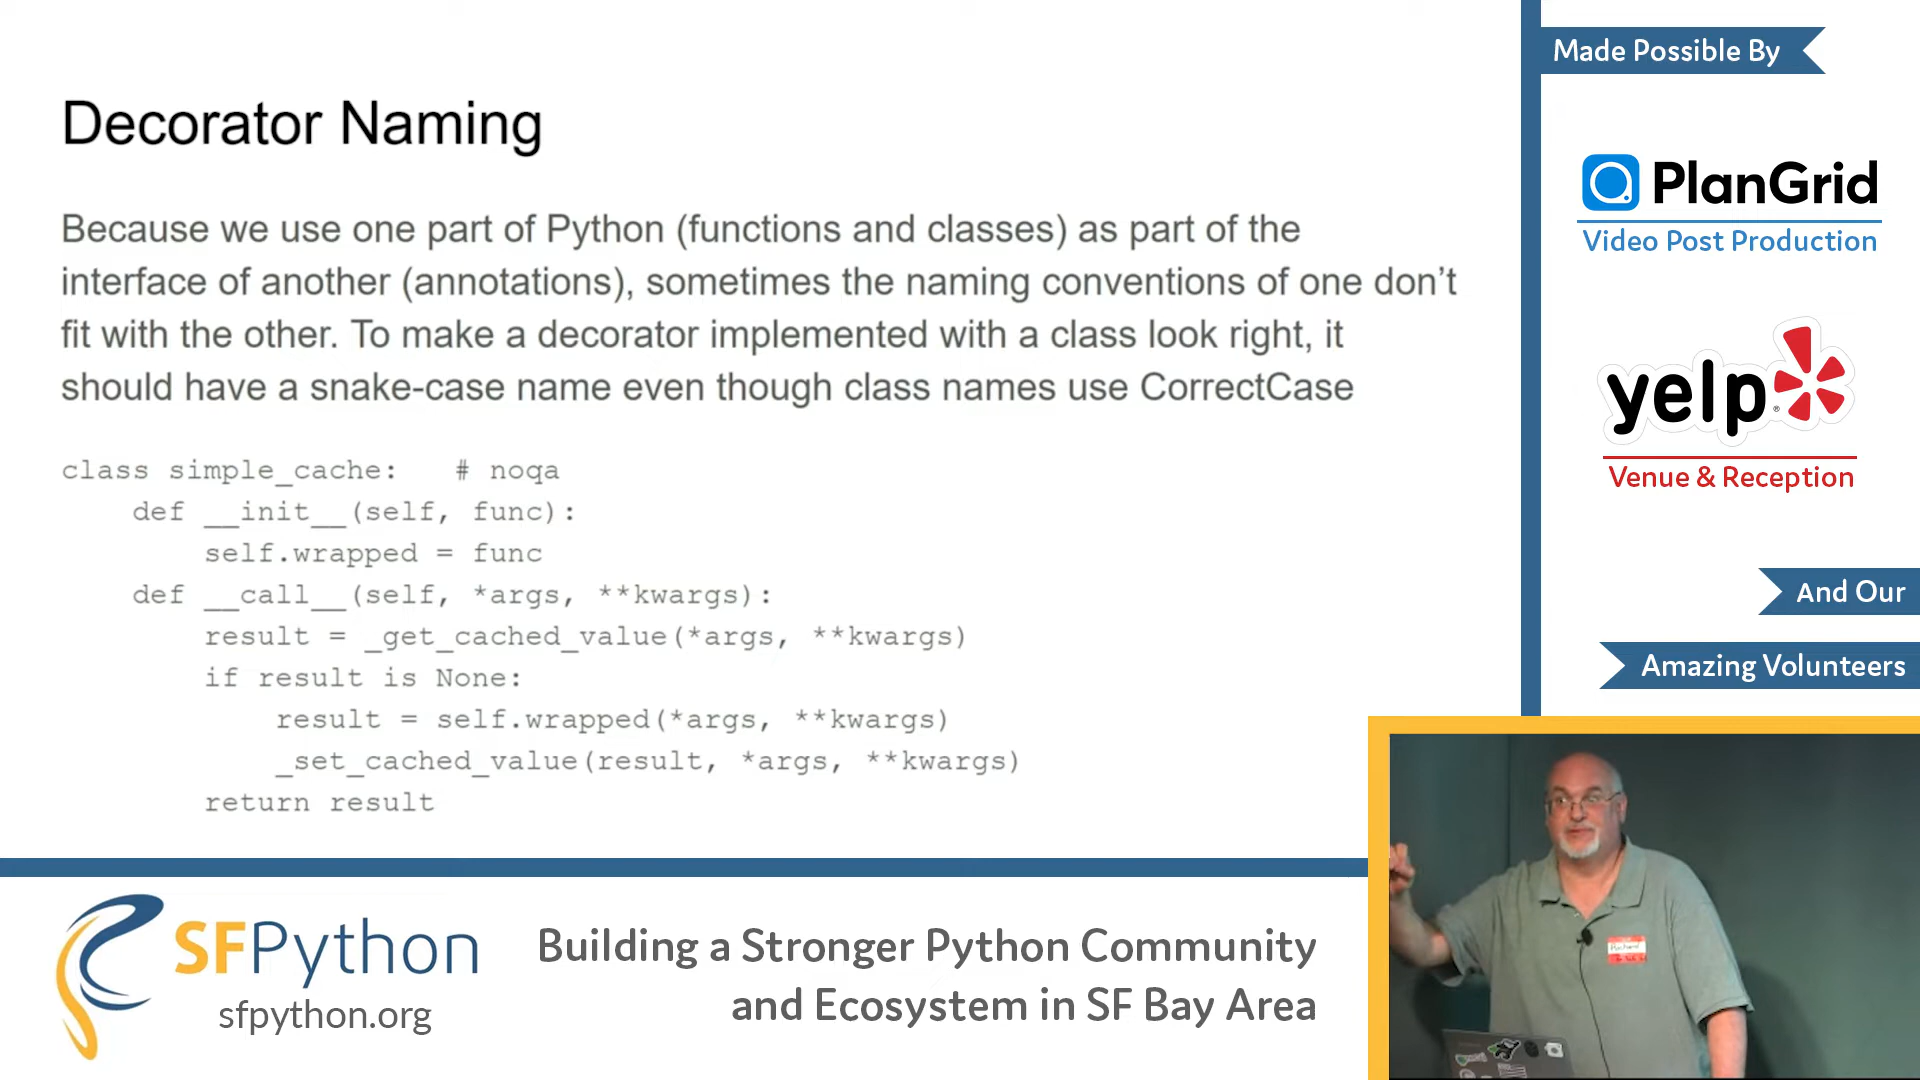 Decorator Naming
Because we use one part of Python (functions and classes) as part of the
interface of another (annotations), sometimes the naming conventions of one don’t
fit with the other. To make a decorator implemented with a class look right, it
should have a snake-case name even though class names use CorrectCase
class simple_cache:   # noqa
    def __init__(self, func):
        self.wrapped = func
    def __call__(self, *args, **kwargs):
        result = _get_cached_value(*args, **kwargs)
        if result is None:
            result = self.wrapped(*args, **kwargs)
            _set_cached_value(result, *args, **kwargs)
        return result
Made Possible By
PlanGrid
Video Post Production
yelp
Venue & Reception
And Our
Amazing Volunteers
SFPython
sfpython.org
Building a Stronger Python Community
and Ecosystem in SF Bay Area